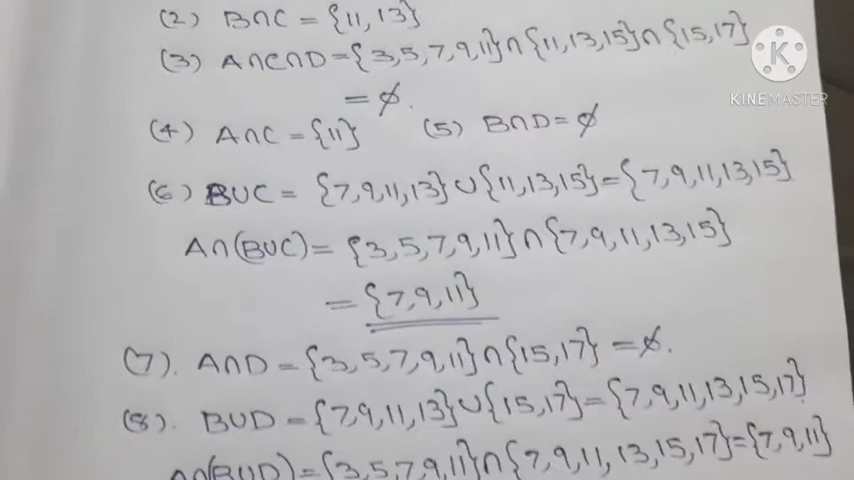 (2) B∩C = {11, 13}
(3) A∩C∩D = {3, 5, 7, 9, 11} ∩ {11, 13, 15} ∩ {15, 17}
= ∅.
(4) A∩C = {11} (5) B∩D = ∅
(6) B∪C = {7, 9, 11, 13} ∪ {11, 13, 15} = {7, 9, 11, 13, 15}
A∩(B∪C) = {3, 5, 7, 9, 11} ∩ {7, 9, 11, 13, 15}
= {7, 9, 11}
(7). A∩D = {3, 5, 7, 9, 11} ∩ {15, 17} = ∅.
(8). B∪D = {7, 9, 11, 13} ∪ {15, 17} = {7, 9, 11, 13, 15, 17}
A∩(B∪D) = {3, 5, 7, 9, 11} ∩ {7, 9, 11, 13, 15, 17} = {7, 9, 11}
K
KINEMASTER